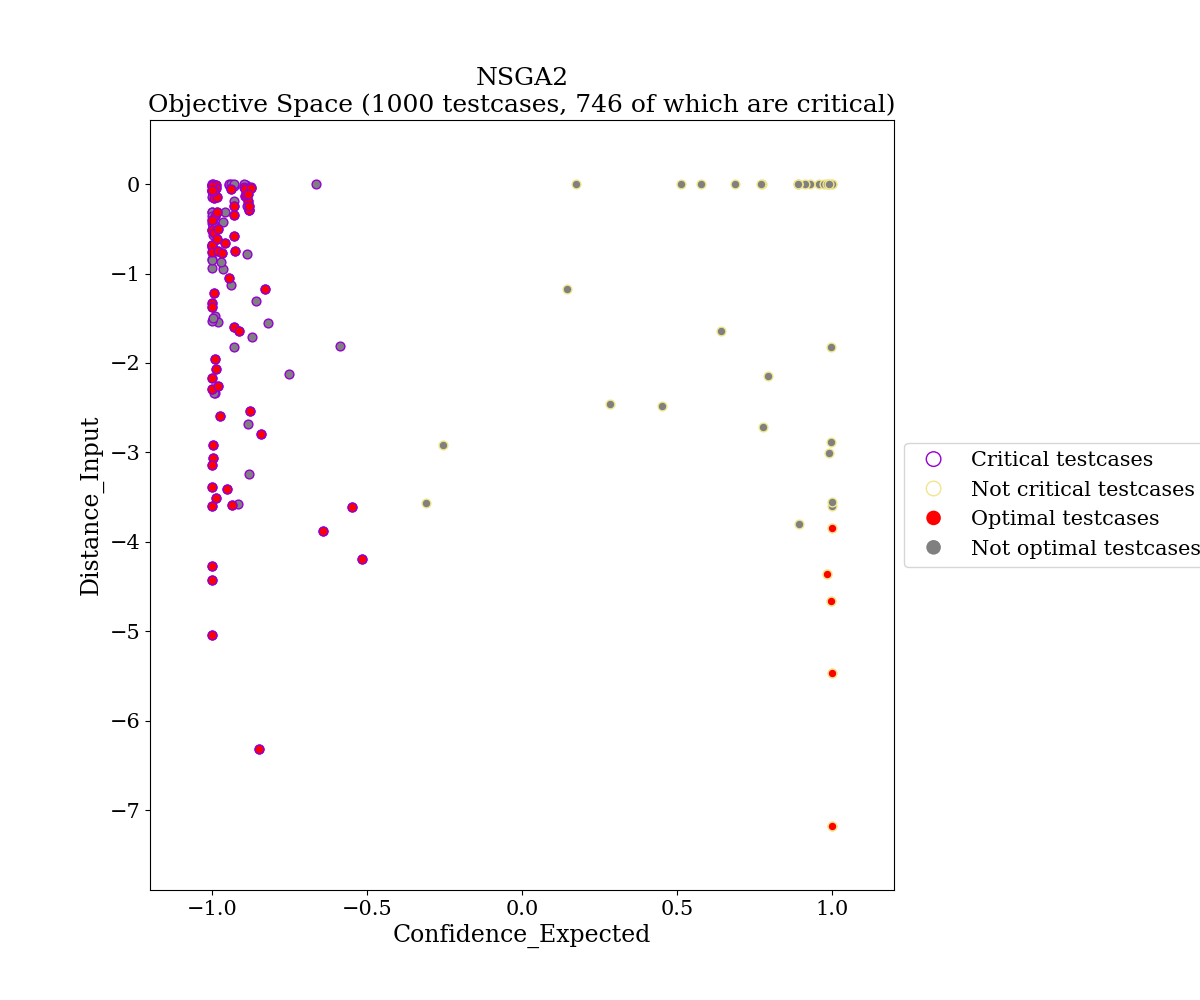 NSGA2
Objective Space (1000 testcases, 746 of which are critical)
0
−1
−2
−3
−4
−5
−6
−7
Distance_Input
−1.0
−0.5
0.0
0.5
1.0
Confidence_Expected
Critical testcases
Not critical testcases
Optimal testcases
Not optimal testcases